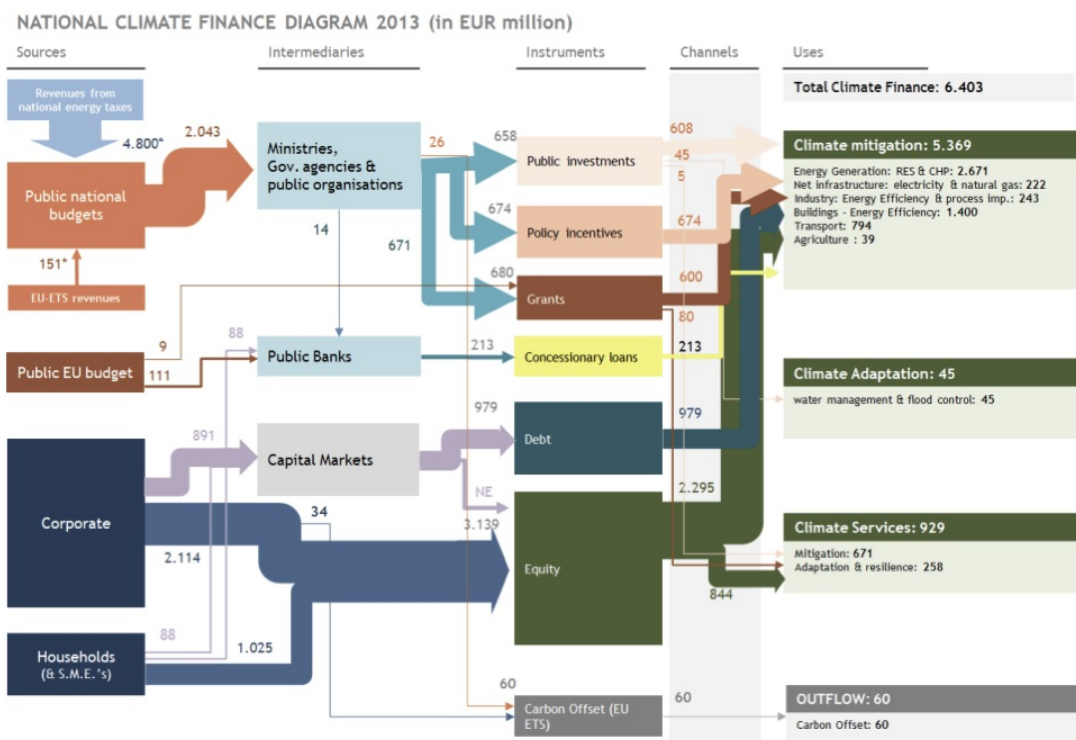 NATIONAL CLIMATE FINANCE DIAGRAM 2013 (in EUR million)
Sources
Intermediaries
Instruments
Channels
Uses
Total Climate Finance: 6.403
Revenues from
national energy taxes
4.800*
2.043
Public national
budgets
151*
EU-ETS revenues
Public EU budget
9
111
88
Corporate
891
2.114
34
Households
(& S.M.E.'s)
88
1.025
Ministries,
Gov. agencies &
public organisations
26
14
671
Public Banks
213
Capital Markets
979
NE
3.139
658
Public investments
674
Policy incentives
680
Grants
Concessionary loans
Debt
Equity
60
Carbon Offset (EU
ETS)
608
45
5
674
600
80
213
979
2.295
844
60
Climate mitigation: 5.369
Energy Generation: RES & CHP: 2.671
Net infrastructure: electricity & natural gas: 222
Industry: Energy Efficiency & process imp.: 243
Buildings - Energy Efficiency: 1.400
Transport: 794
Agriculture : 39
Climate Adaptation: 45
water management & flood control: 45
Climate Services: 929
Mitigation: 671
Adaptation & resilience: 258
OUTFLOW: 60
Carbon Offset: 60